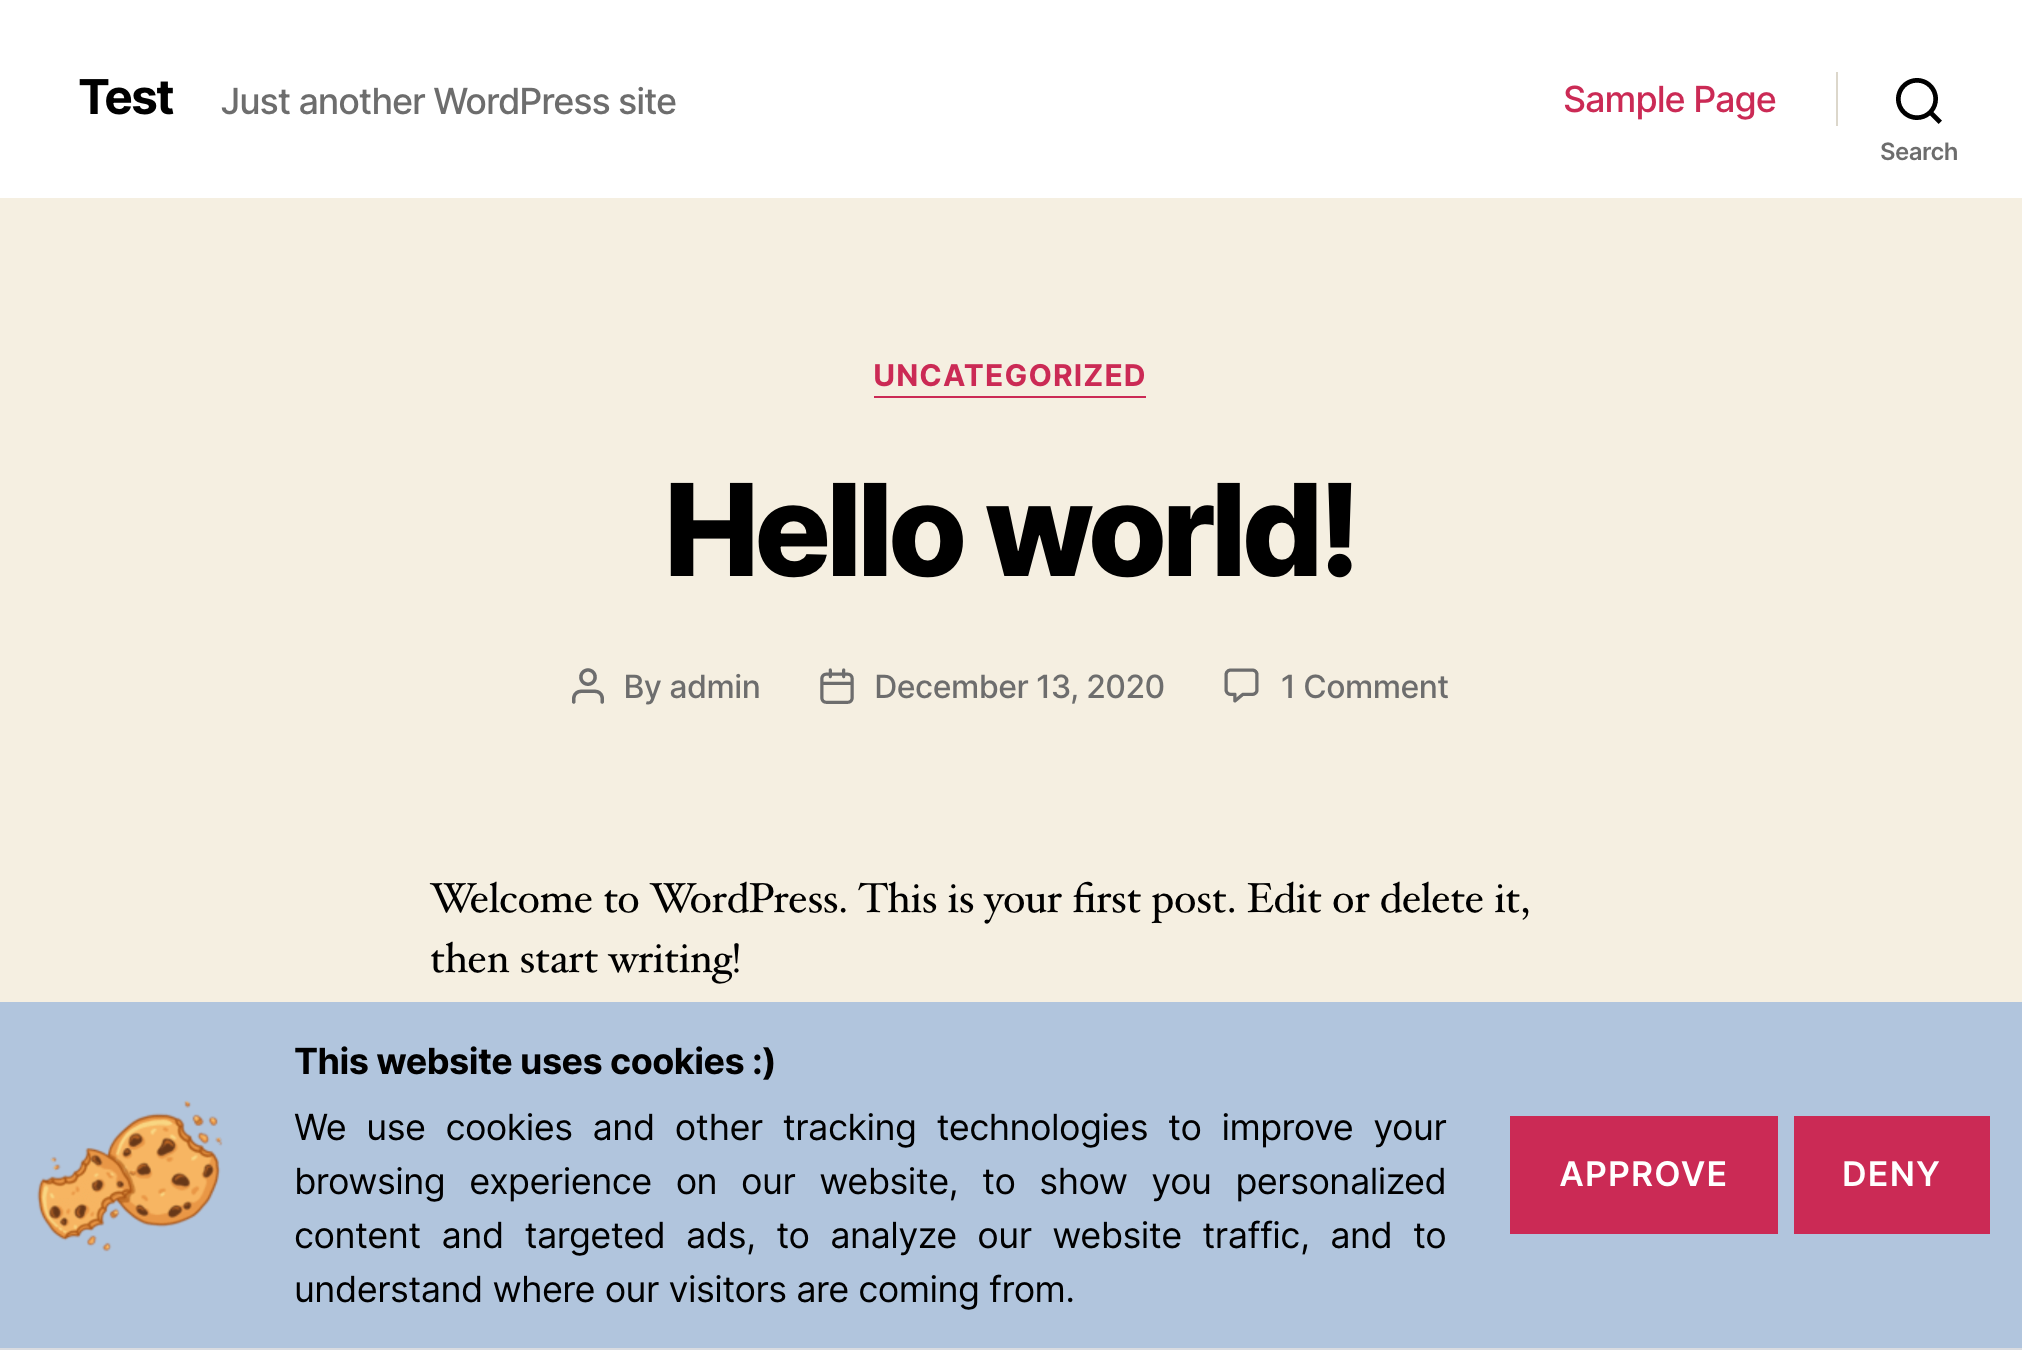 Test
Just another WordPress site
Sample Page
Search
UNCATEGORIZED
Hello world!
By admin
December 13, 2020
1 Comment
Welcome to WordPress. This is your first post. Edit or delete it,
then start writing!
This website uses cookies :)
We use cookies and other tracking technologies to improve your
browsing experience on our website, to show you personalized
content and targeted ads, to analyze our website traffic, and to
understand where our visitors are coming from.
APPROVE
DENY